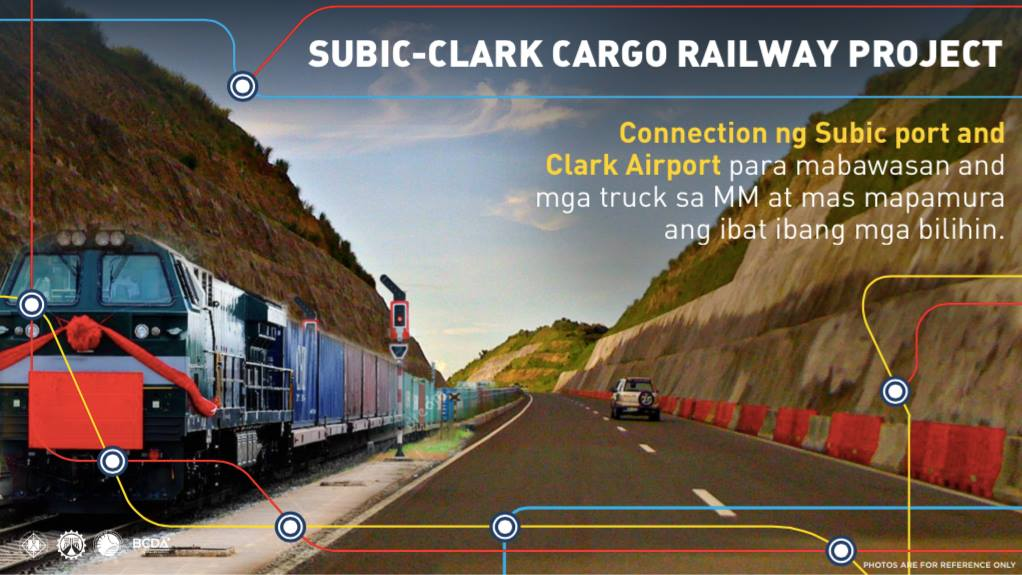 SUBIC-CLARK CARGO RAILWAY PROJECT
Connection ng Subic port and
Clark Airport para mabawasan and
mga truck sa MM at mas mapamura
ang ibat ibang mga bilihin.
BCDA
PHOTOS ARE FOR REFERENCE ONLY